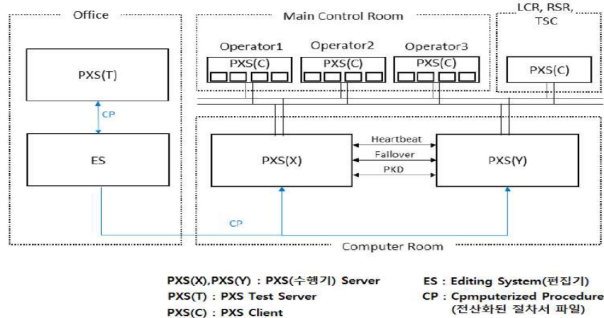 Office
Main Control Room
LCR, RSR,
TSC
Operator1
Operator2
Operator3
PXS(T)
PXS(C)
PXS(C)
PXS(C)
PXS(C)
CP
ES
PXS(X)
Heartbeat
Failover
PKD
PXS(Y)
CP
Computer Room
PXS(X),PXS(Y) : PXS(수행기) Server
ES : Editing System(편집기)
PXS(T) : PXS Test Server
CP : Cpmputerized Procedure
(전산화된 절차서 파일)
PXS(C) : PXS Client